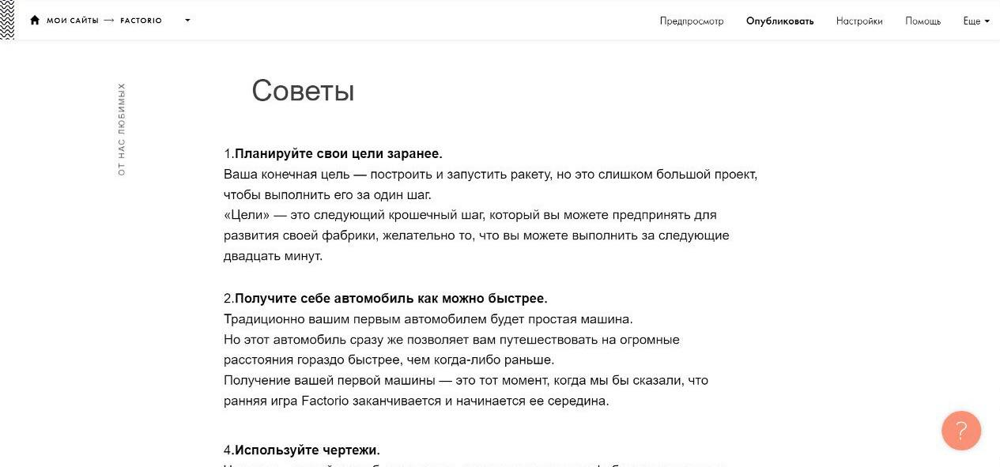 МОИ САЙТЫ → FACTORIO
Предпросмотр Опубликовать Настройки Помощь Еще
ОТ НАС ЛЮБИМЫХ
Советы
1.Планируйте свои цели заранее.
Ваша конечная цель — построить и запустить ракету, но это слишком большой проект,
чтобы выполнить его за один шаг.
«Цели» — это следующий крошечный шаг, который вы можете предпринять для
развития своей фабрики, желательно то, что вы можете выполнить за следующие
двадцать минут.
2.Получите себе автомобиль как можно быстрее.
Традиционно вашим первым автомобилем будет простая машина.
Но этот автомобиль сразу же позволяет вам путешествовать на огромные
расстояния гораздо быстрее, чем когда-либо раньше.
Получение вашей первой машины — это тот момент, когда мы бы сказали, что
ранняя игра Factorio заканчивается и начинается ее середина.
?
4.Используйте чертежи.